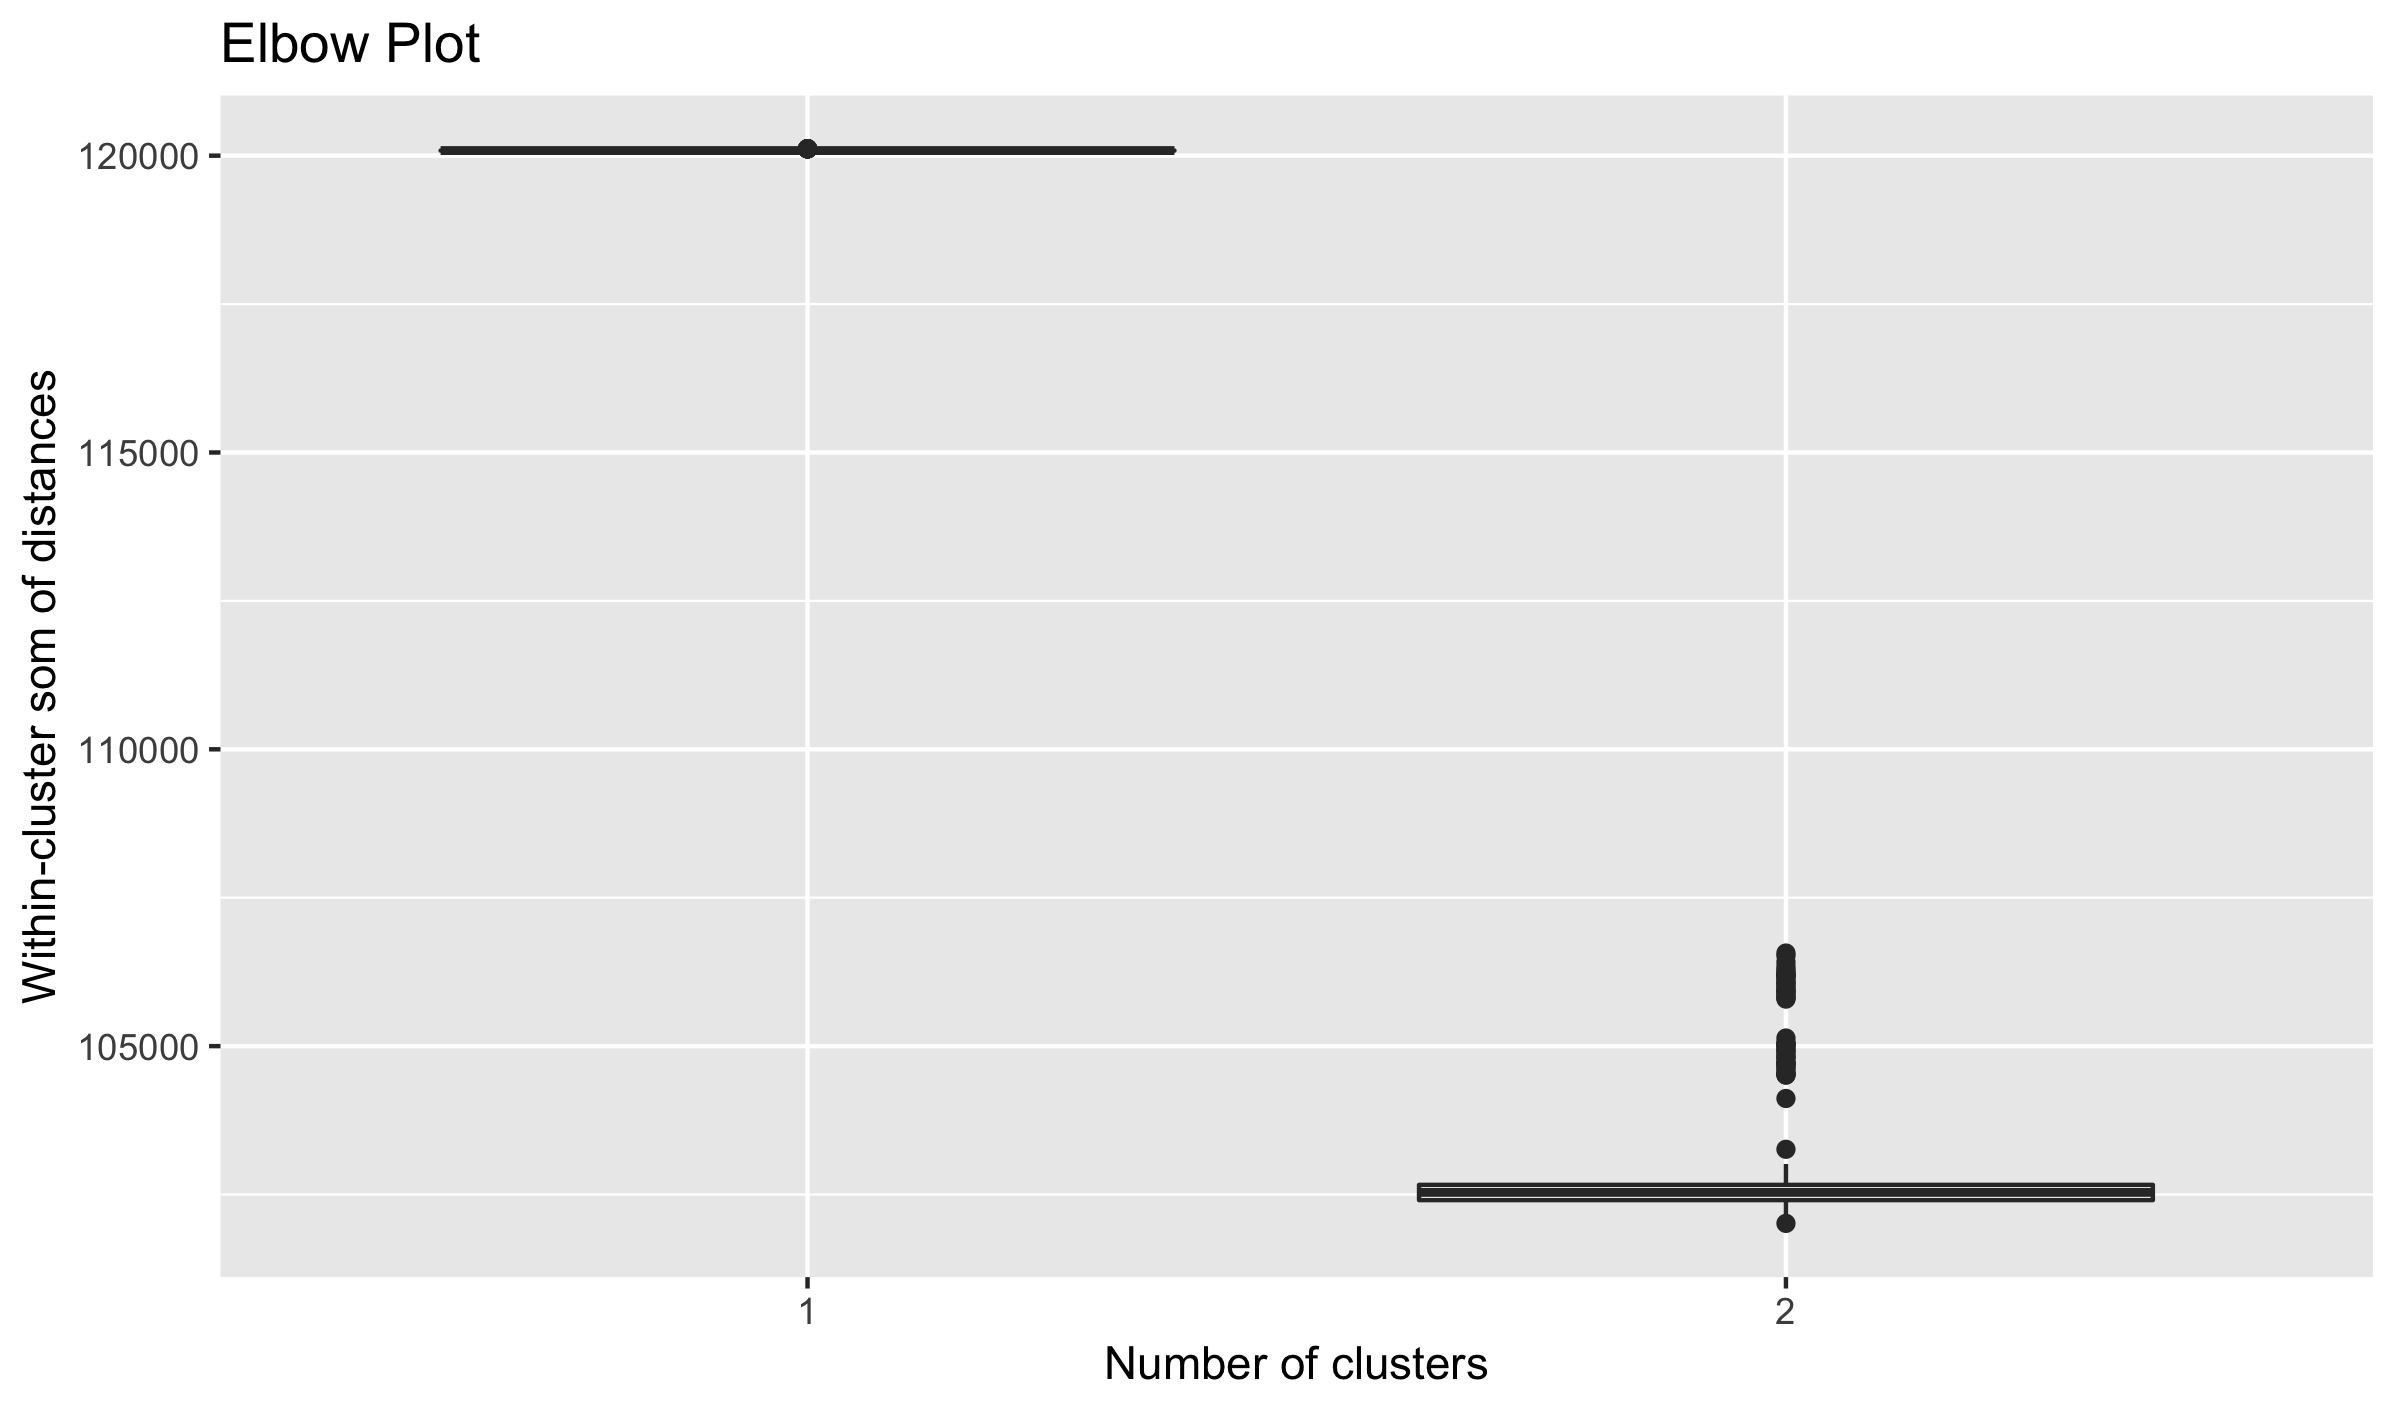 Elbow Plot
120000
115000
110000
105000
Within-cluster som of distances
1
2
Number of clusters